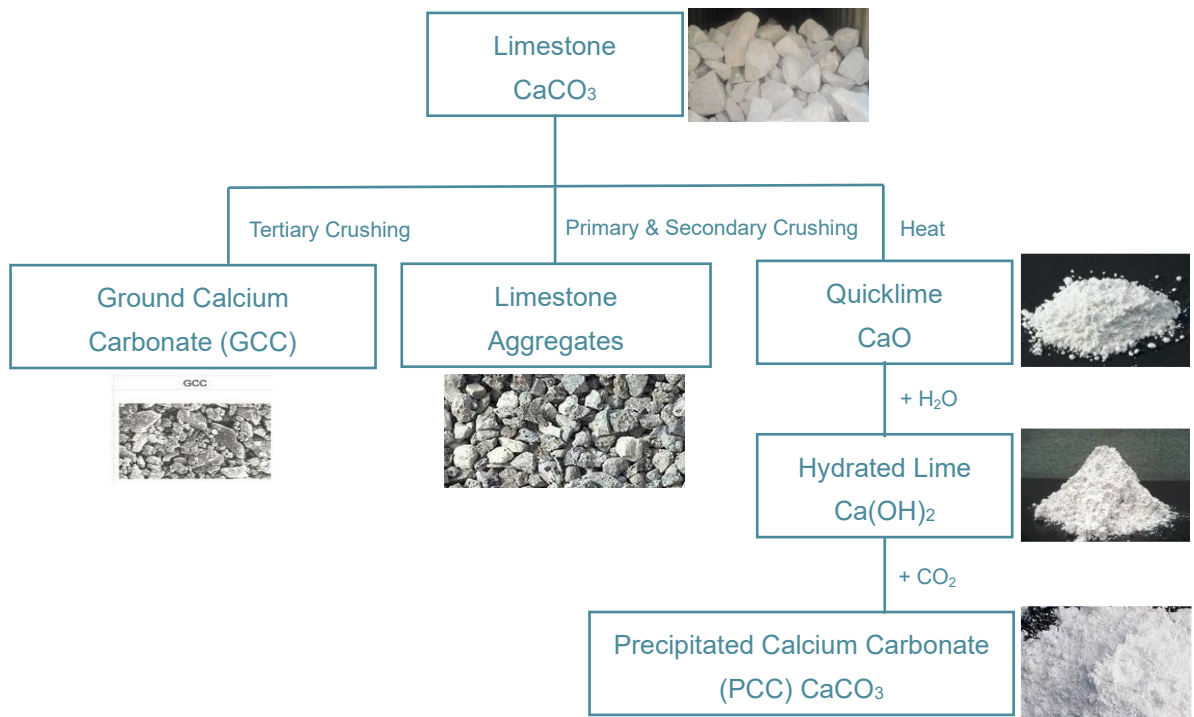 Limestone
CaCO₃
Tertiary Crushing
Primary & Secondary Crushing
Heat
Ground Calcium
Carbonate (GCC)
Limestone
Aggregates
Quicklime
CaO
GCC
+ H₂O
Hydrated Lime
Ca(OH)₂
+ CO₂
Precipitated Calcium Carbonate
(PCC) CaCO₃